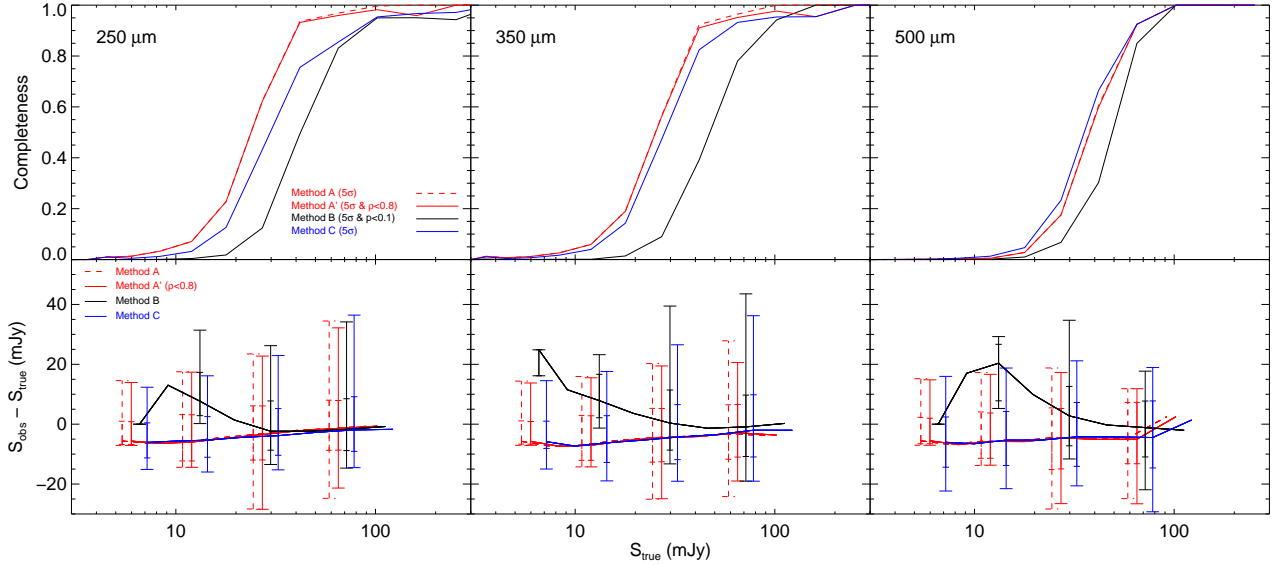 250 μm
350 μm
500 μm
Completeness
1.0
0.8
0.6
0.4
0.2
0.0
Method A (5σ)
Method A' (5σ & ρ<0.8)
Method B (5σ & ρ<0.1)
Method C (5σ)
Method A
Method A' (ρ<0.8)
Method B
Method C
S_obs − S_true (mJy)
40
20
0
−20
10
100
10
100
10
100
S_true (mJy)